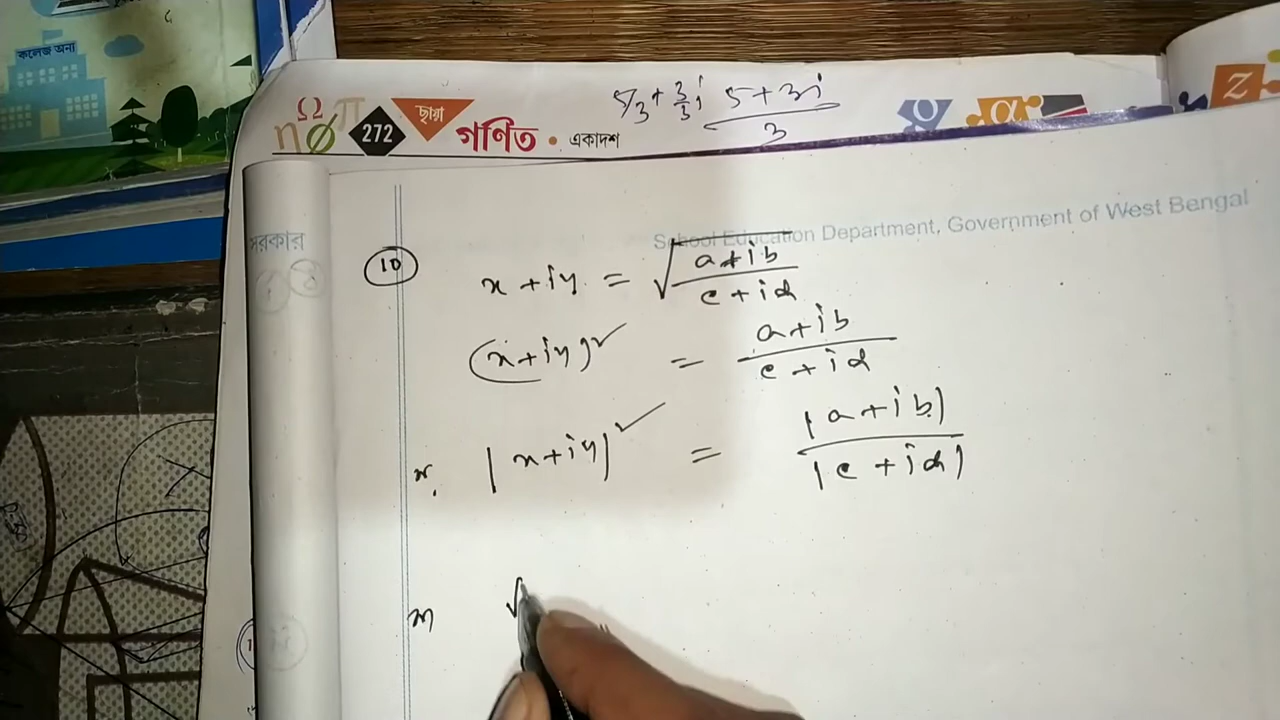 কলেজ অন্য
5/3 + 3/3 i (5+3i)/3
Ω
n ø π 272 ছায়া গণিত • একাদশ
z
School Education Department, Government of West Bengal
সরকার
10
x + iy = √((a+ib)/(c+id))
(x+iy)² = (a+ib)/(c+id)
|x+iy|² = |a+ib|/|c+id|
√